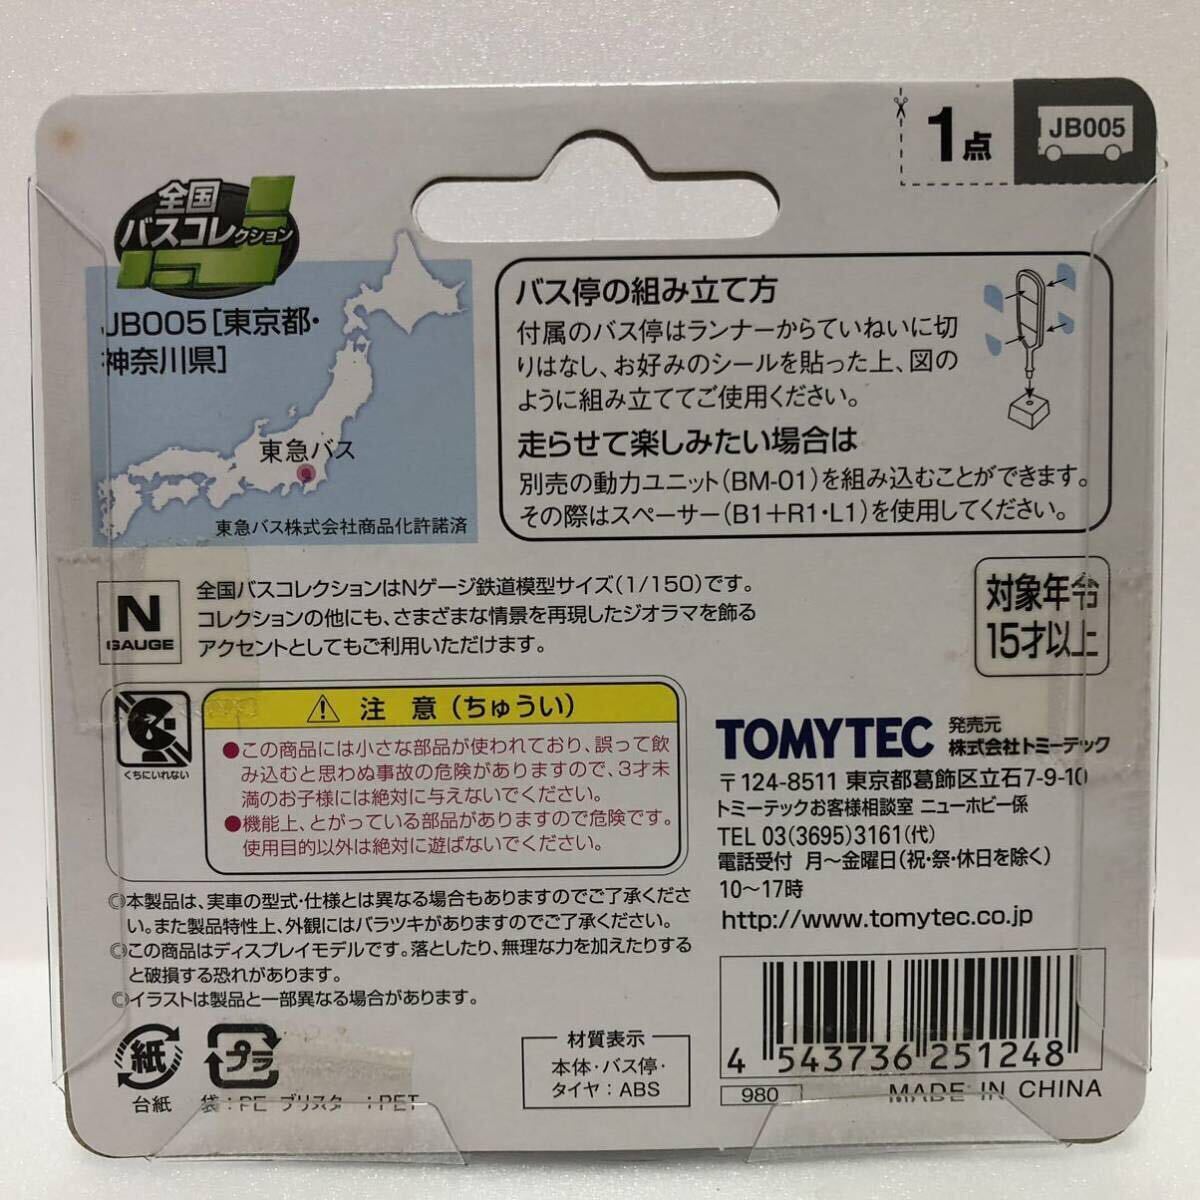 1点
JB005
全国
バスコレクション
JB005[東京都・
神奈川県]
東急バス
東急バス株式会社商品化許諾済
バス停の組み立て方
付属のバス停はランナーからていねいに切
りはなし、お好みのシールを貼った上、図の
ように組み立ててご使用ください。
走らせて楽しみたい場合は
別売の動力ユニット(BM-01)を組み込むことができます。
その際はスペーサー(B1+R1・L1)を使用してください。
N
GAUGE
全国バスコレクションはNゲージ鉄道模型サイズ(1/150)です。
コレクションの他にも、さまざまな情景を再現したジオラマを飾る
アクセントとしてもご利用いただけます。
対象年令
15才以上
くちにいれない
注 意(ちゅうい)
●この商品には小さな部品が使われており、誤って飲
み込むと思わぬ事故の危険がありますので、3才未
満のお子様には絶対に与えないでください。
●機能上、とがっている部品がありますので危険です。
使用目的以外は絶対に遊ばないでください。
◎本製品は、実車の型式・仕様とは異なる場合もありますのでご了承くださ
い。また製品特性上、外観にはバラツキがありますのでご了承ください。
◎この商品はディスプレイモデルです。落としたり、無理な力を加えたりする
と破損する恐れがあります。
◎イラストは製品と一部異なる場合があります。
TOMYTEC 発売元
株式会社トミーテック
〒124-8511 東京都葛飾区立石7-9-10
トミーテックお客様相談室 ニューホビー係
TEL 03(3695)3161(代)
電話受付 月～金曜日(祝・祭・休日を除く)
10～17時
http://www.tomytec.co.jp
紙
台紙
プラ
袋：PE ブリスター：PET
材質表示
本体・バス停・
タイヤ：ABS
4 543736 251248
980
MADE IN CHINA